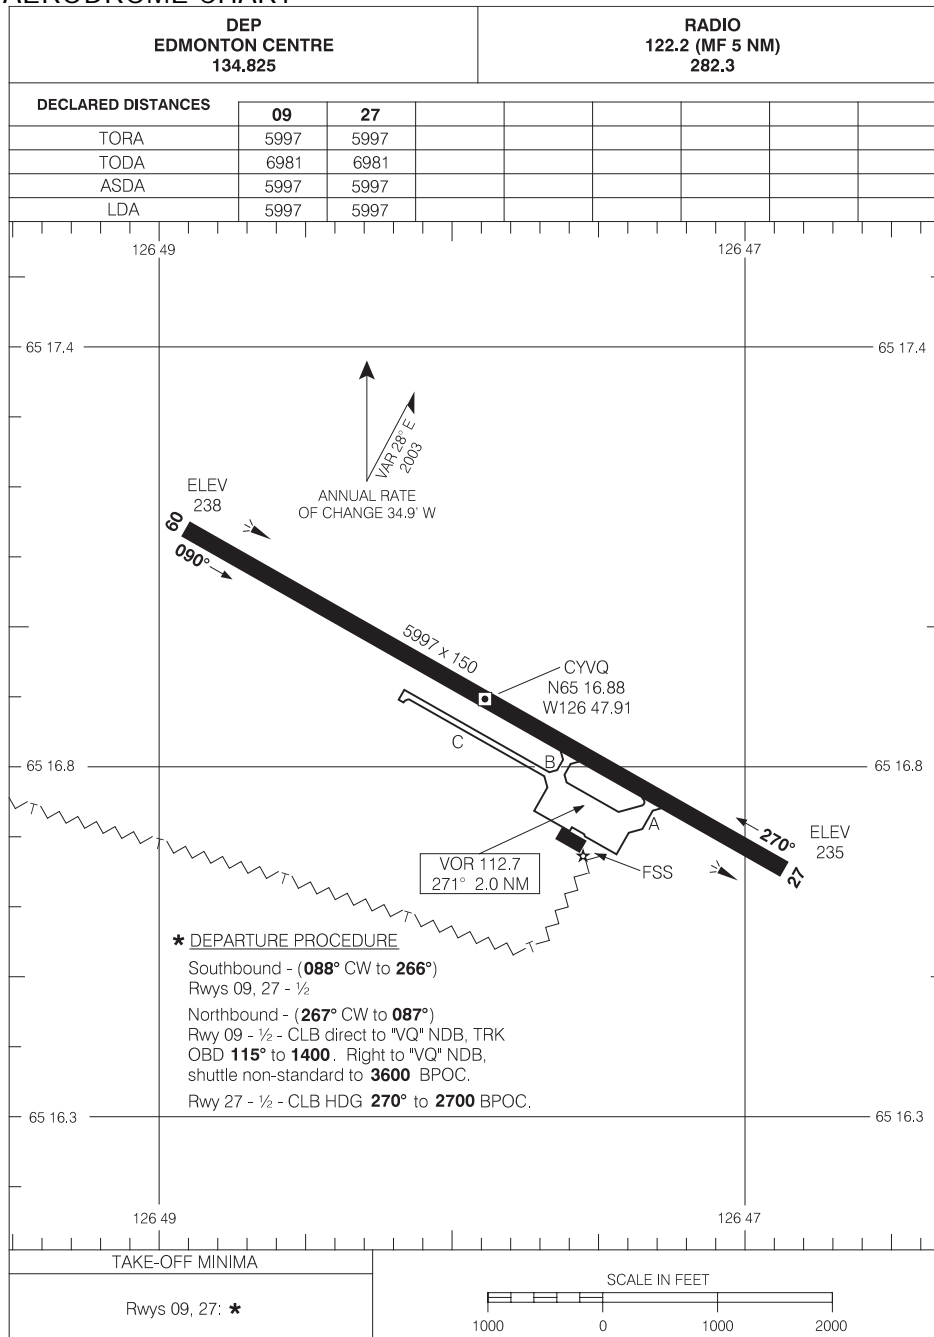 AERODROME CHART
DEP
EDMONTON CENTRE
134.825
RADIO
122.2 (MF 5 NM)
282.3
DECLARED DISTANCES
09 27
TORA 5997 5997
TODA 6981 6981
ASDA 5997 5997
LDA 5997 5997
126 49 126 47
65 17.4 65 17.4
VAR 28° E
2003
ANNUAL RATE
OF CHANGE 34.9' W
ELEV
238
09
090°
5997 x 150
CYVQ
N65 16.88
W126 47.91
C
B
65 16.8 65 16.8
A
270°
ELEV
235
27
T
T
T
T
T
VOR 112.7
271° 2.0 NM
FSS
* DEPARTURE PROCEDURE
Southbound - (088° CW to 266°)
Rwys 09, 27 - ½
Northbound - (267° CW to 087°)
Rwy 09 - ½ - CLB direct to "VQ" NDB, TRK
OBD 115° to 1400. Right to "VQ" NDB,
shuttle non-standard to 3600 BPOC.
Rwy 27 - ½ - CLB HDG 270° to 2700 BPOC.
65 16.3 65 16.3
126 49 126 47
TAKE-OFF MINIMA
Rwys 09, 27: *
SCALE IN FEET
1000 0 1000 2000